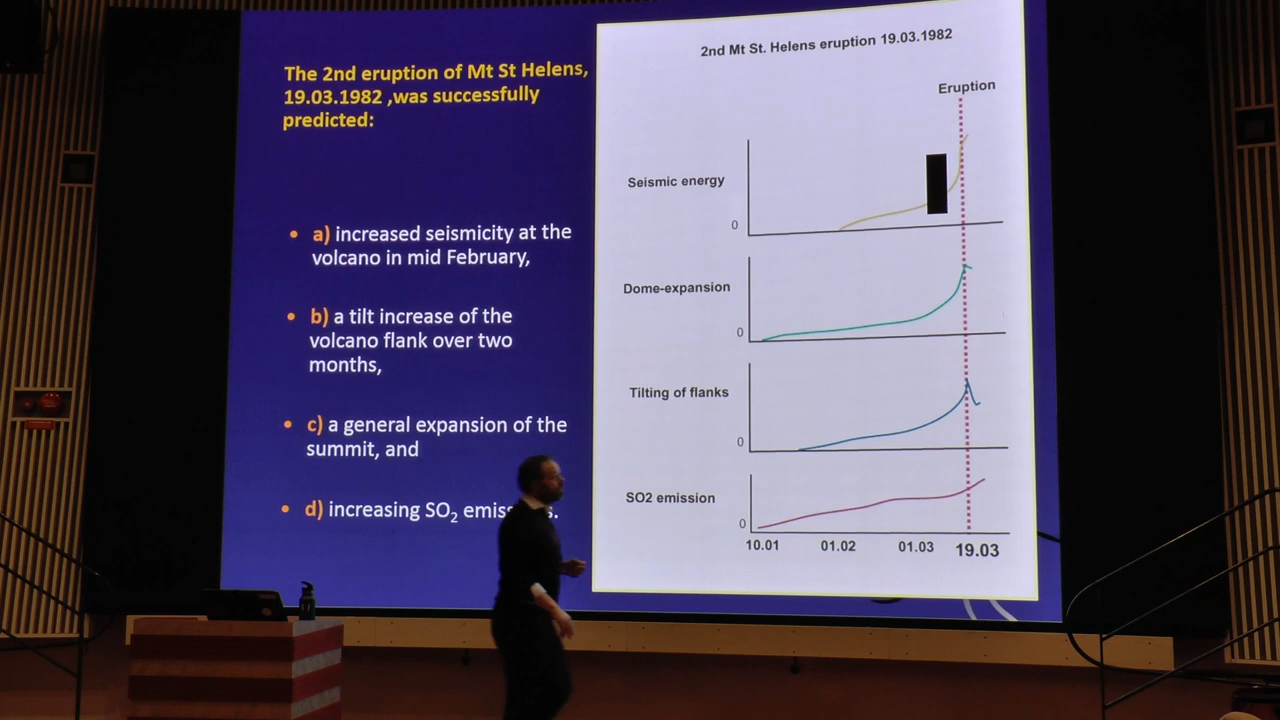 The 2nd eruption of Mt St Helens,
19.03.1982 ,was successfully
predicted:
• a) increased seismicity at the
volcano in mid February,
• b) a tilt increase of the
volcano flank over two
months,
• c) a general expansion of the
summit, and
• d) increasing SO₂ emis
2nd Mt St. Helens eruption 19.03.1982
Eruption
Seismic energy
0
Dome-expansion
0
Tilting of flanks
0
SO2 emission
0
10.01 01.02 01.03 19.03